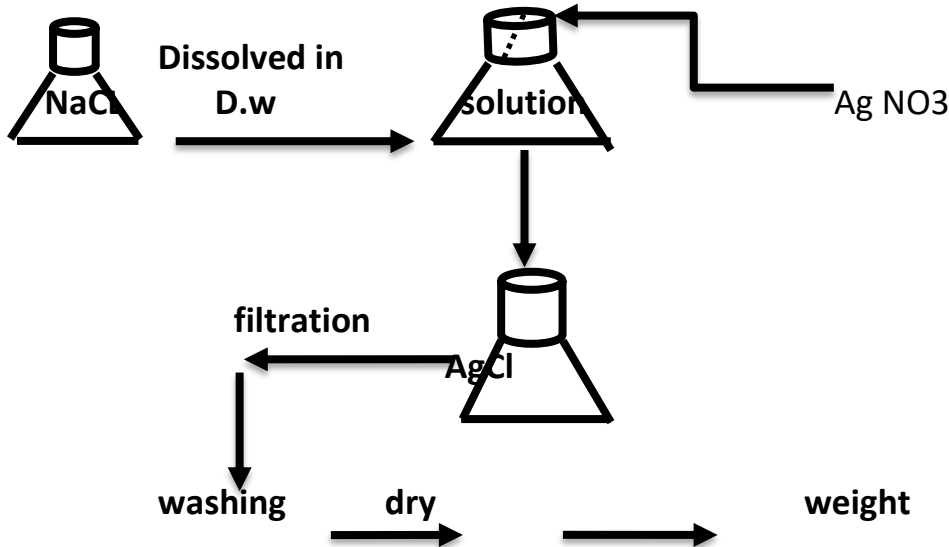 Dissolved in
D.w
NaCL
solution
Ag NO3
filtration
AgCl
washing
dry
weight